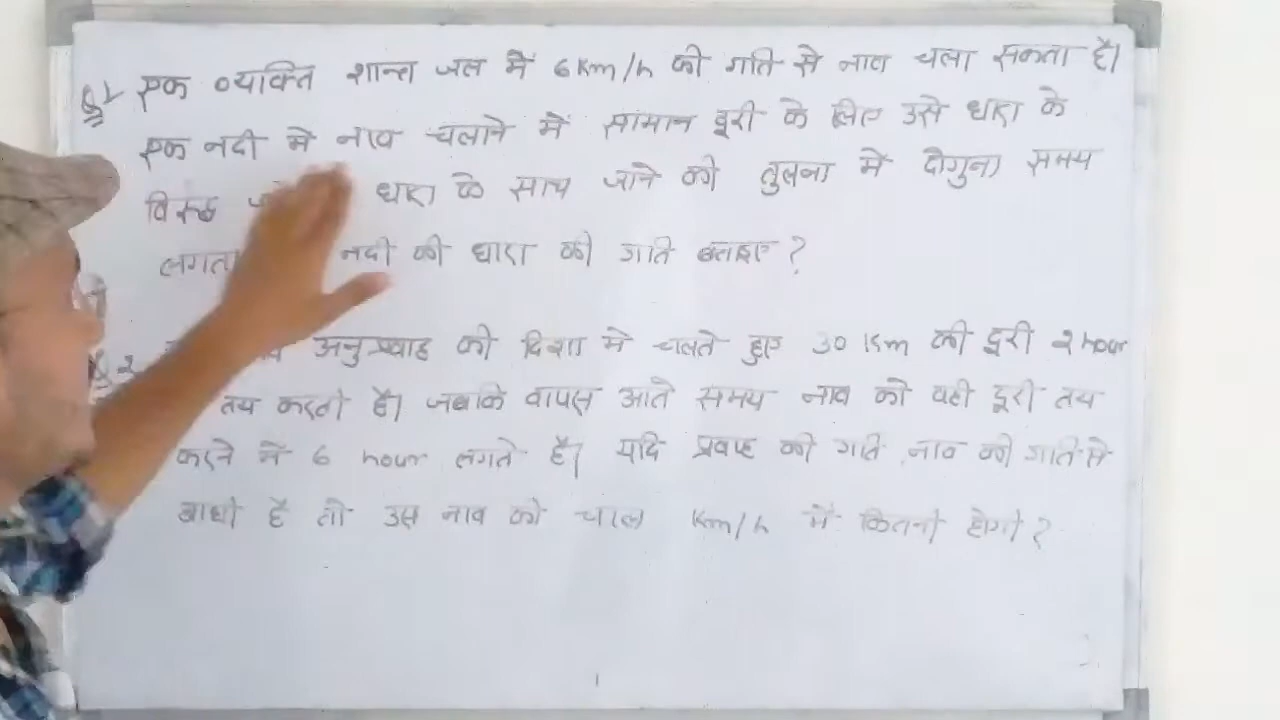 Q1 एक व्यक्ति शान्त जल में 6 Km/h की गति से नाव चला सकता है।
एक नदी मे नाव चलाने में सामान दूरी के लिए उसे धारा के
विरुद्ध धारा के साथ जाने की तुलना में दोगुना समय
लगता नदी की धारा की गति बताइए ?
Q2 अनुप्रवाह की दिशा मे चलते हुए 30 Km की दूरी 2 hour
तय करती है। जबकि वापस आते समय नाव को वही दूरी तय
करने में 6 hour लगते है। यदि प्रवाह की गति नाव की गति से
आधी है तो उस नाव की चाल Km/h में कितनी होगी ?